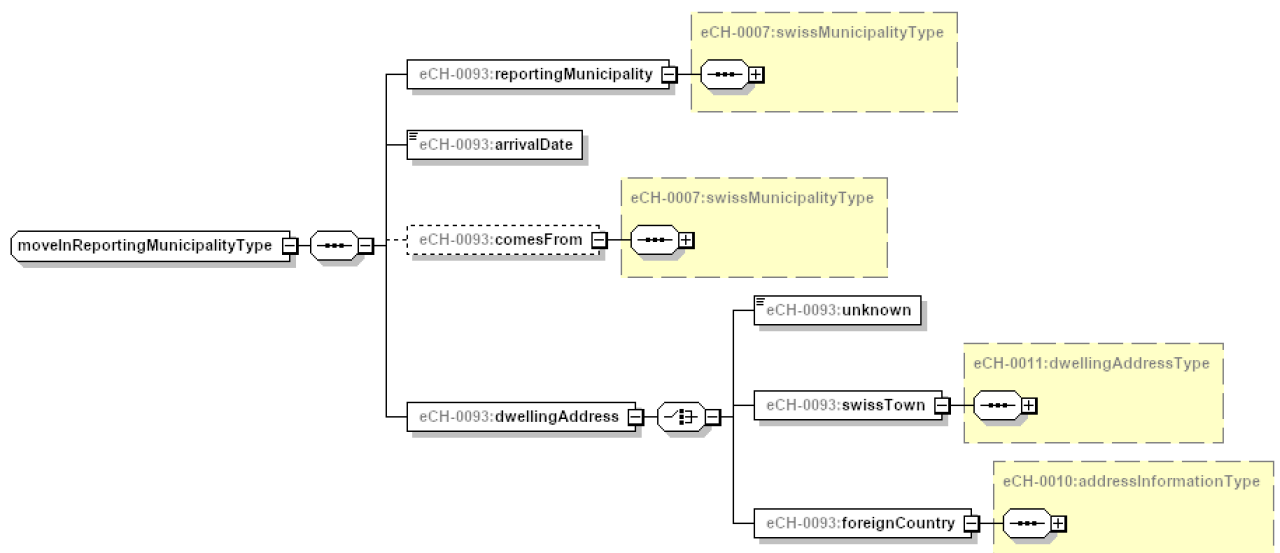 eCH-0007:swissMunicipalityType
eCH-0093:reportingMunicipality
eCH-0093:arrivalDate
eCH-0007:swissMunicipalityType
moveInReportingMunicipalityType
eCH-0093:comesFrom
eCH-0093:unknown
eCH-0011:dwellingAddressType
eCH-0093:swissTown
eCH-0093:dwellingAddress
eCH-0010:addressInformationType
eCH-0093:foreignCountry